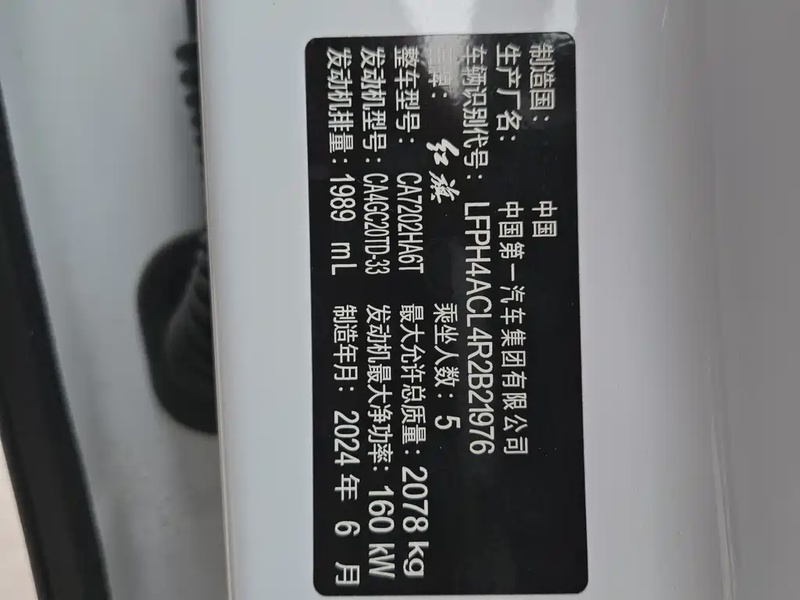 制造国： 中国
生产厂名： 中国第一汽车集团有限公司
车辆识别代号： LFPH4ACL4R2B21976
品牌： 红旗 乘坐人数：5
整车型号： CA7202HA6T 最大允许总质量：2078 kg
发动机型号：CA4GC20TD-33 发动机最大净功率：160 kW
发动机排量：1989 mL 制造年月：2024 年 6 月